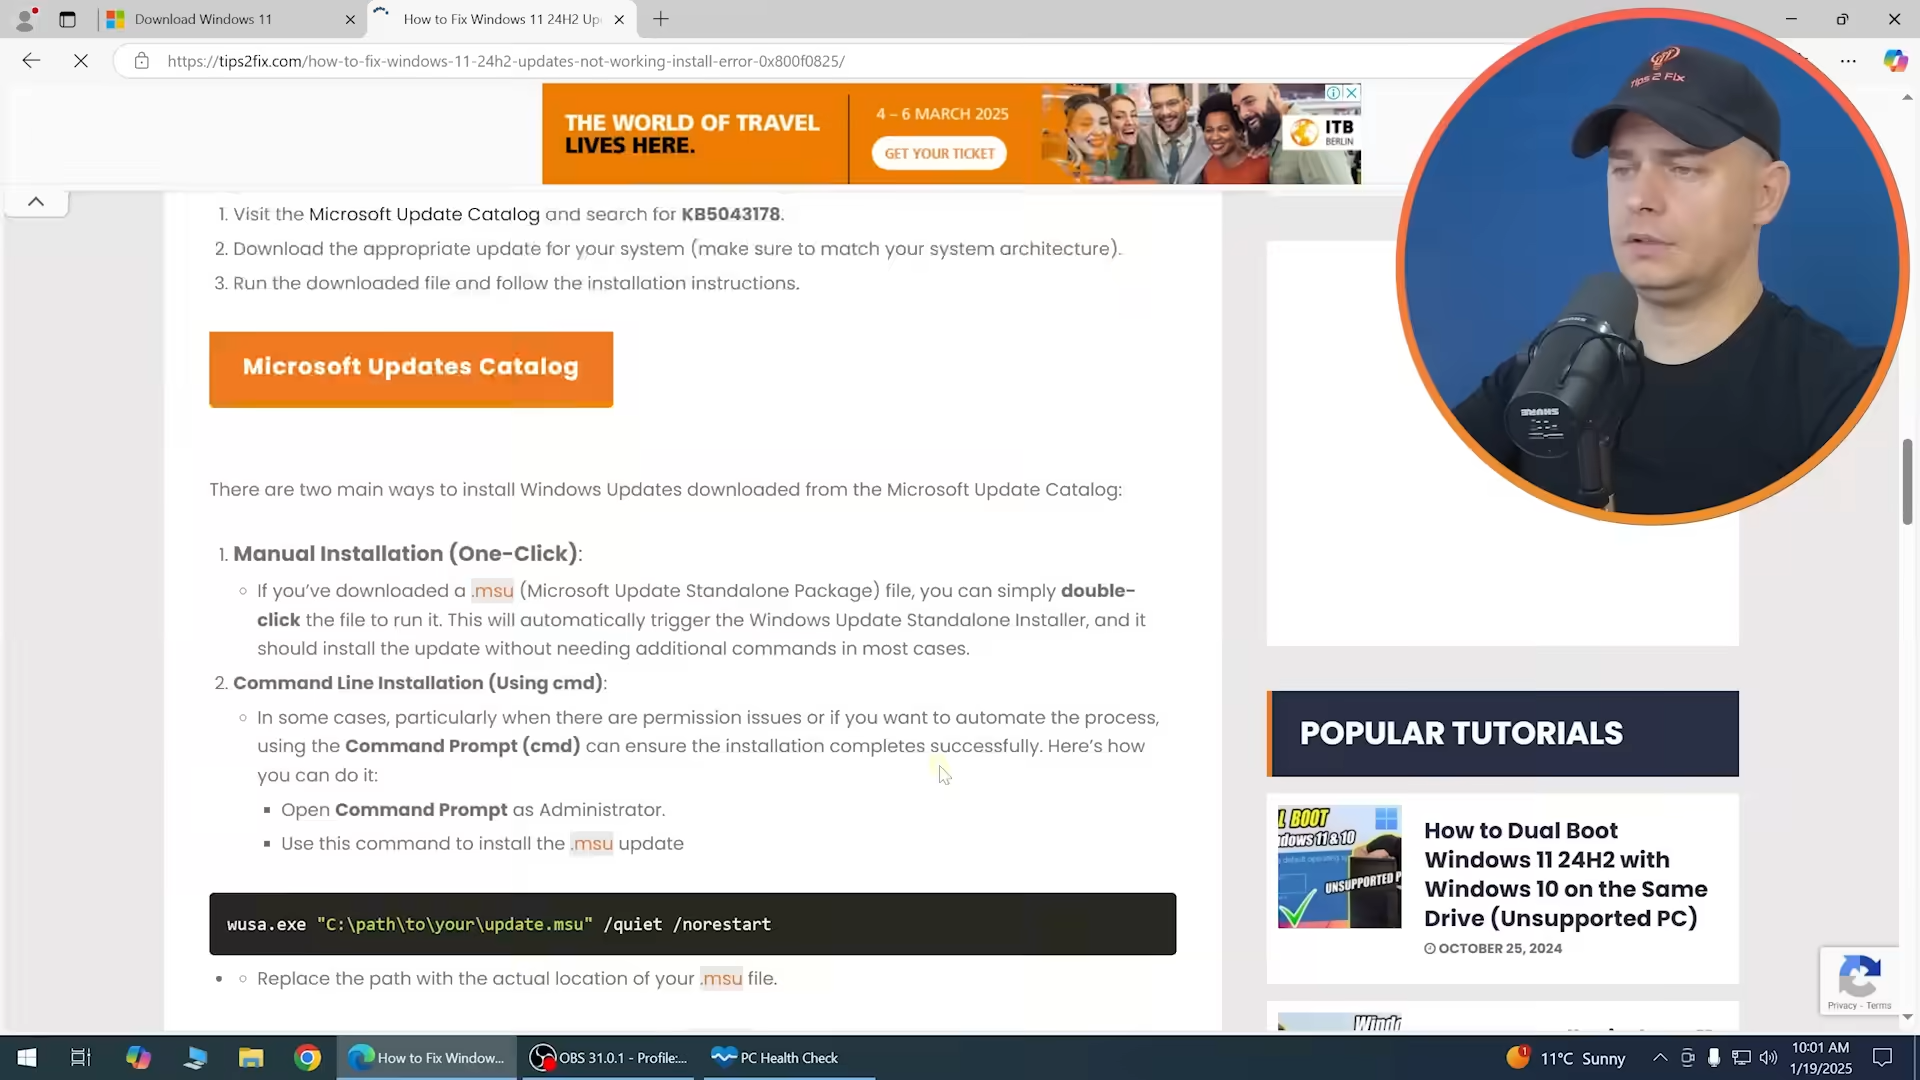 Download Windows 11
How to Fix Windows 11 24H2 Up
https://tips2fix.com/how-to-fix-windows-11-24h2-updates-not-working-install-error-0x800f0825/
THE WORLD OF TRAVEL
LIVES HERE.
4 – 6 MARCH 2025
GET YOUR TICKET
ITB
BERLIN
Tips 2 Fix
SHURE
1. Visit the Microsoft Update Catalog and search for KB5043178.
2. Download the appropriate update for your system (make sure to match your system architecture).
3. Run the downloaded file and follow the installation instructions.
Microsoft Updates Catalog
There are two main ways to install Windows Updates downloaded from the Microsoft Update Catalog:
1. Manual Installation (One-Click):
If you’ve downloaded a .msu (Microsoft Update Standalone Package) file, you can simply double-
click the file to run it. This will automatically trigger the Windows Update Standalone Installer, and it
should install the update without needing additional commands in most cases.
2. Command Line Installation (Using cmd):
In some cases, particularly when there are permission issues or if you want to automate the process,
using the Command Prompt (cmd) can ensure the installation completes successfully. Here’s how
you can do it:
Open Command Prompt as Administrator.
Use this command to install the .msu update
wusa.exe "C:\path\to\your\update.msu" /quiet /norestart
Replace the path with the actual location of your .msu file.
POPULAR TUTORIALS
L BOOT
dows 11 & 10
UNSUPPORTED P
How to Dual Boot
Windows 11 24H2 with
Windows 10 on the Same
Drive (Unsupported PC)
OCTOBER 25, 2024
Privacy - Terms
How to Fix Window...
OBS 31.0.1 - Profile:...
PC Health Check
1
11°C Sunny
10:01 AM
1/19/2025